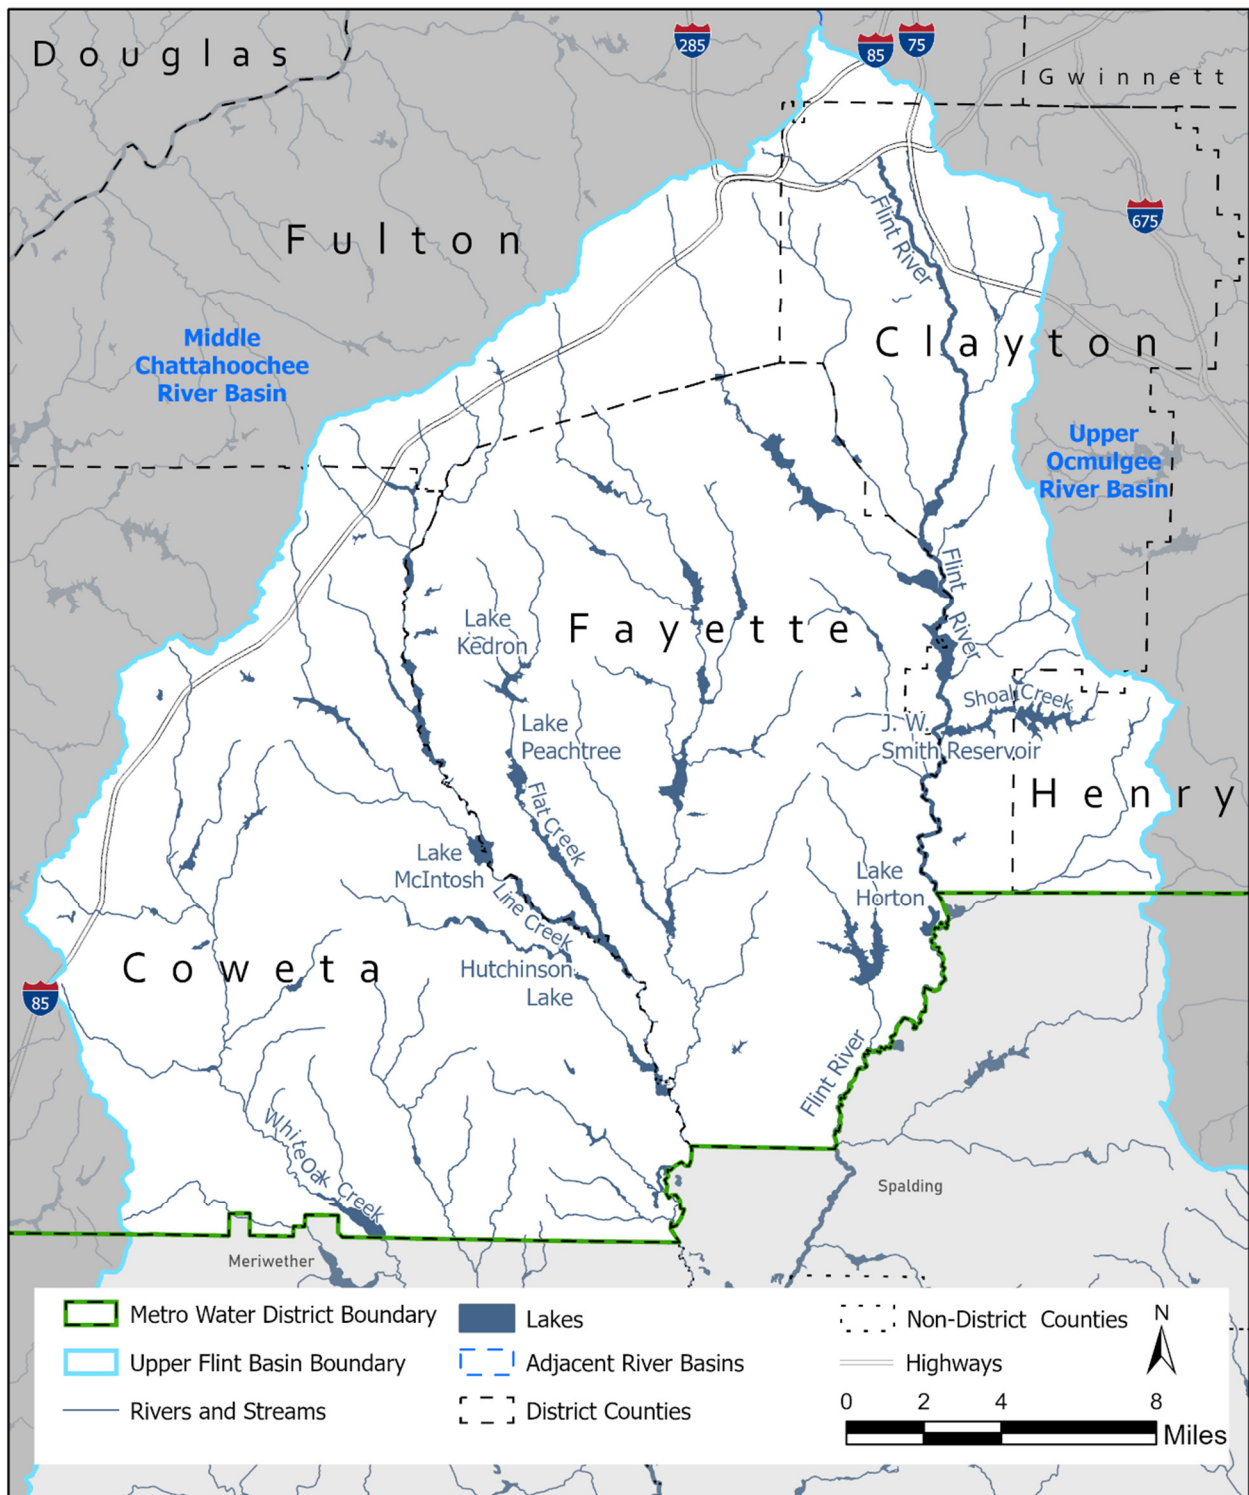 Douglas
285
85
75
Gwinnett
675
Fulton
Flint River
Clayton
Middle
Chattahoochee
River Basin
Upper
Ocmulgee
River Basin
Flint
River
Lake
Kedron
Fayette
Shoal Creek
Lake
Peachtree
J. W.
Smith Reservoir
Flat Creek
Henry
Lake
McIntosh
Line Creek
Lake
Horton
Coweta
Hutchinson
Lake
85
Flint River
WhiteOak Creek
Spalding
Meriwether
Metro Water District Boundary
Lakes
Non-District Counties
N
Upper Flint Basin Boundary
Adjacent River Basins
Highways
Rivers and Streams
District Counties
0 2 4 8
Miles